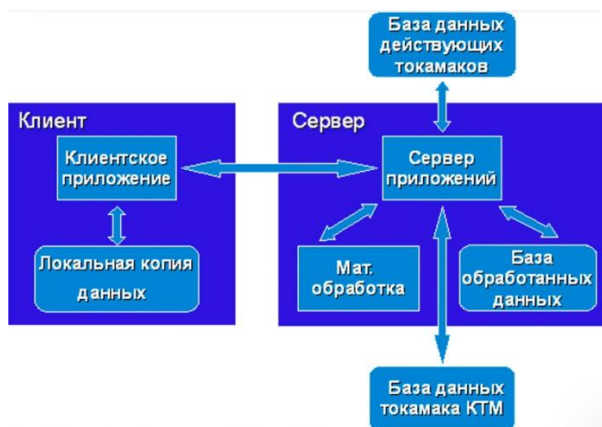 База данных
действующих
токамаков
Клиент
Клиентское
приложение
Локальная копия
данных
Сервер
Сервер
приложений
Мат.
обработка
База
обработанных
данных
База данных
токамака КТМ